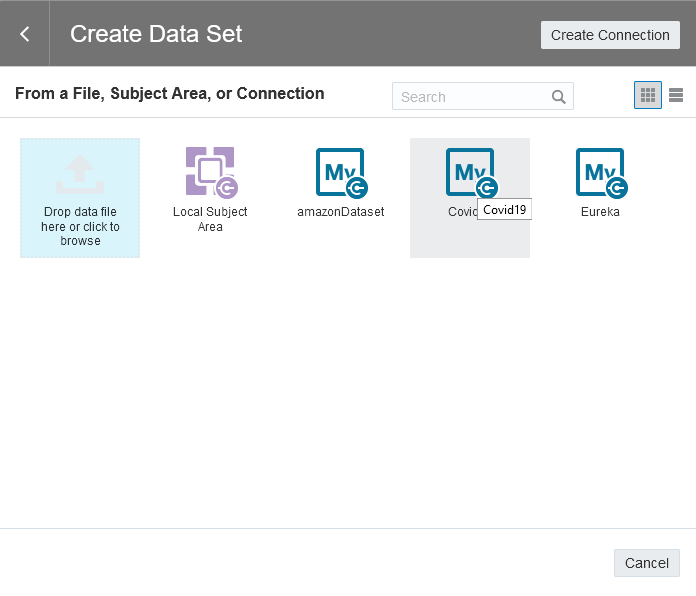 Create Data Set
Create Connection
From a File, Subject Area, or Connection
Search
Drop data file
here or click to
browse
My
Local Subject
Area
My
amazonDataset
My
Covid
Covid19
My
Eureka
Cancel